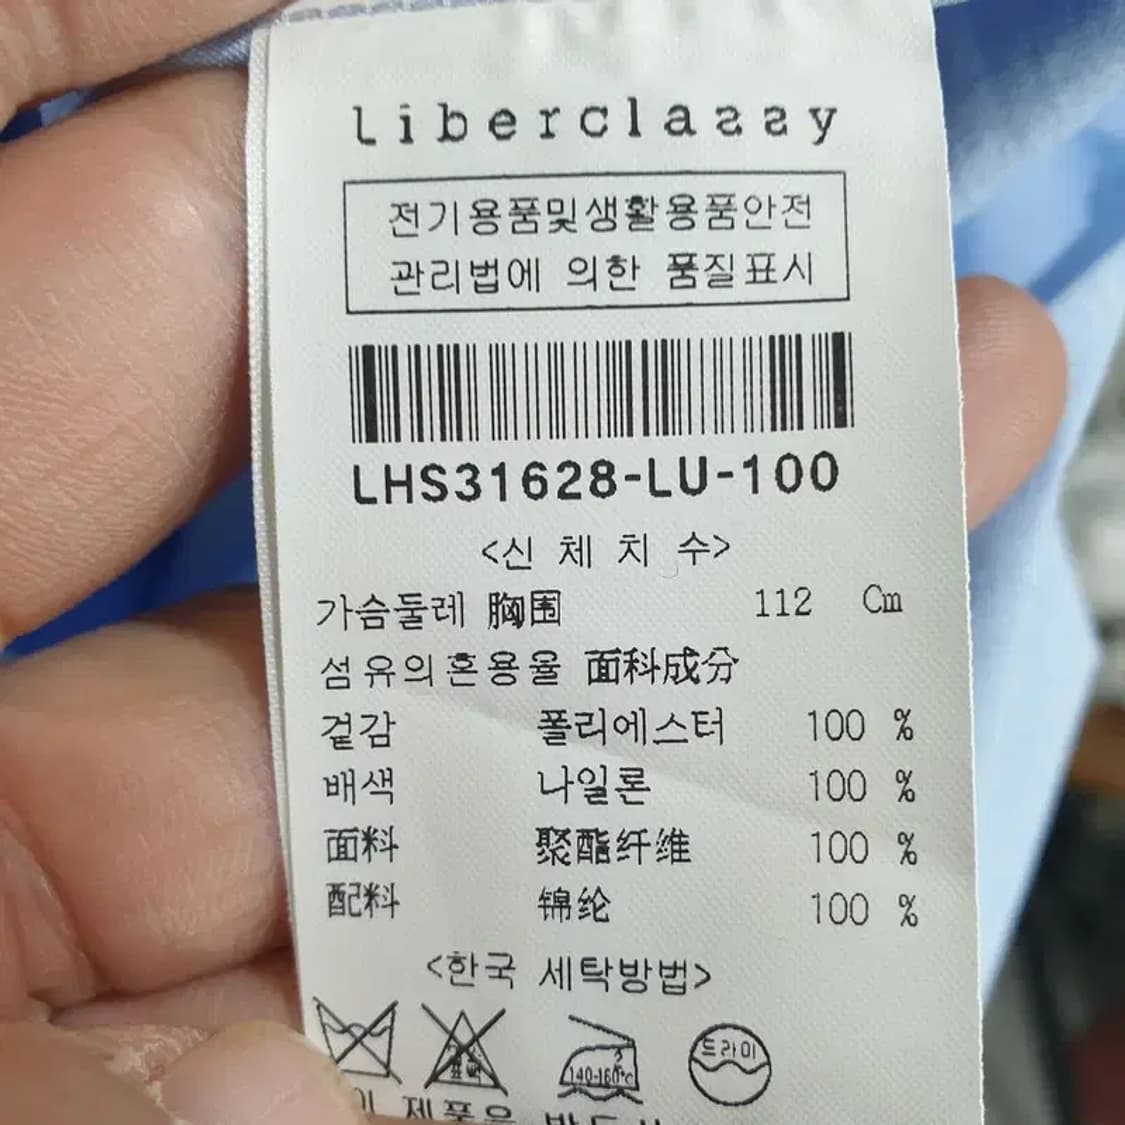 Liberclassy
전기용품및생활용품안전
관리법에 의한 품질표시
LHS31628-LU-100
<신 체 치 수>
가슴둘레 胸围 112 Cm
섬유의혼용율 面科成分
겉감 폴리에스터 100 %
배색 나일론 100 %
面料 聚酯纤维 100 %
配料 锦纶 100 %
<한국 세탁방법>
140-160℃ 드라이
제품은